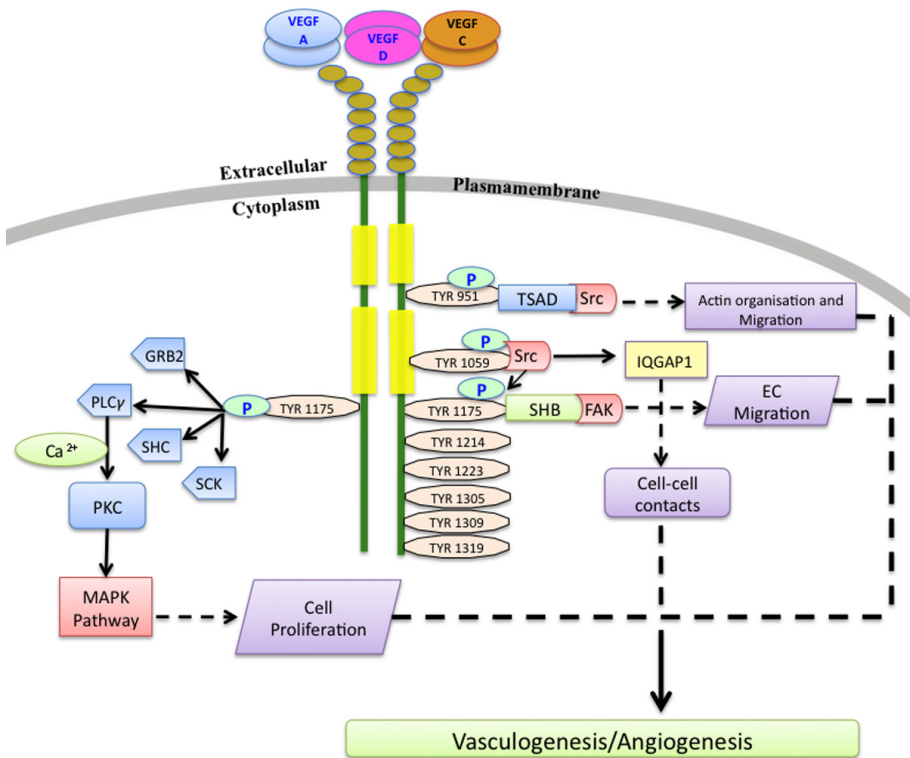 VEGF
A
VEGF
D
VEGF
C
Extracellular
Plasmamembrane
Cytoplasm
P
TYR 951
TSAD
Src
Actin organisation and
Migration
P
TYR 1059
Src
IQGAP1
GRB2
PLCγ
P
TYR 1175
P
TYR 1175
SHB
FAK
EC
Migration
Ca 2+
SHC
SCK
TYR 1214
TYR 1223
TYR 1305
TYR 1309
TYR 1319
PKC
Cell-cell
contacts
MAPK
Pathway
Cell
Proliferation
Vasculogenesis/Angiogenesis